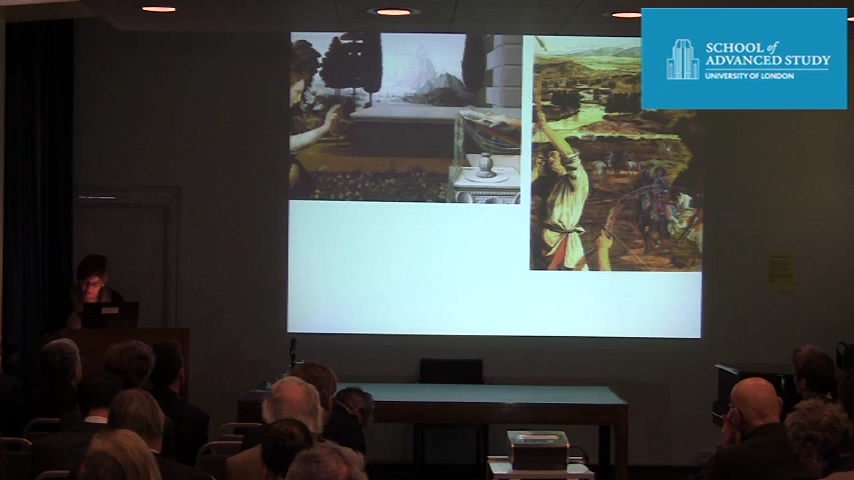 SCHOOL of
ADVANCED STUDY
UNIVERSITY OF LONDON